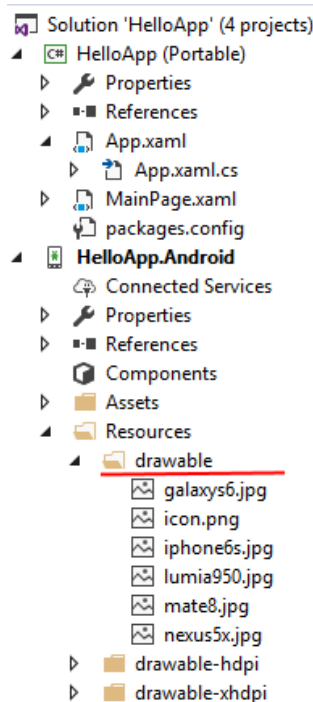 Solution 'HelloApp' (4 projects)
C# HelloApp (Portable)
Properties
References
App.xaml
App.xaml.cs
MainPage.xaml
packages.config
HelloApp.Android
Connected Services
Properties
References
Components
Assets
Resources
drawable
galaxys6.jpg
icon.png
iphone6s.jpg
lumia950.jpg
mate8.jpg
nexus5x.jpg
drawable-hdpi
drawable-xhdpi